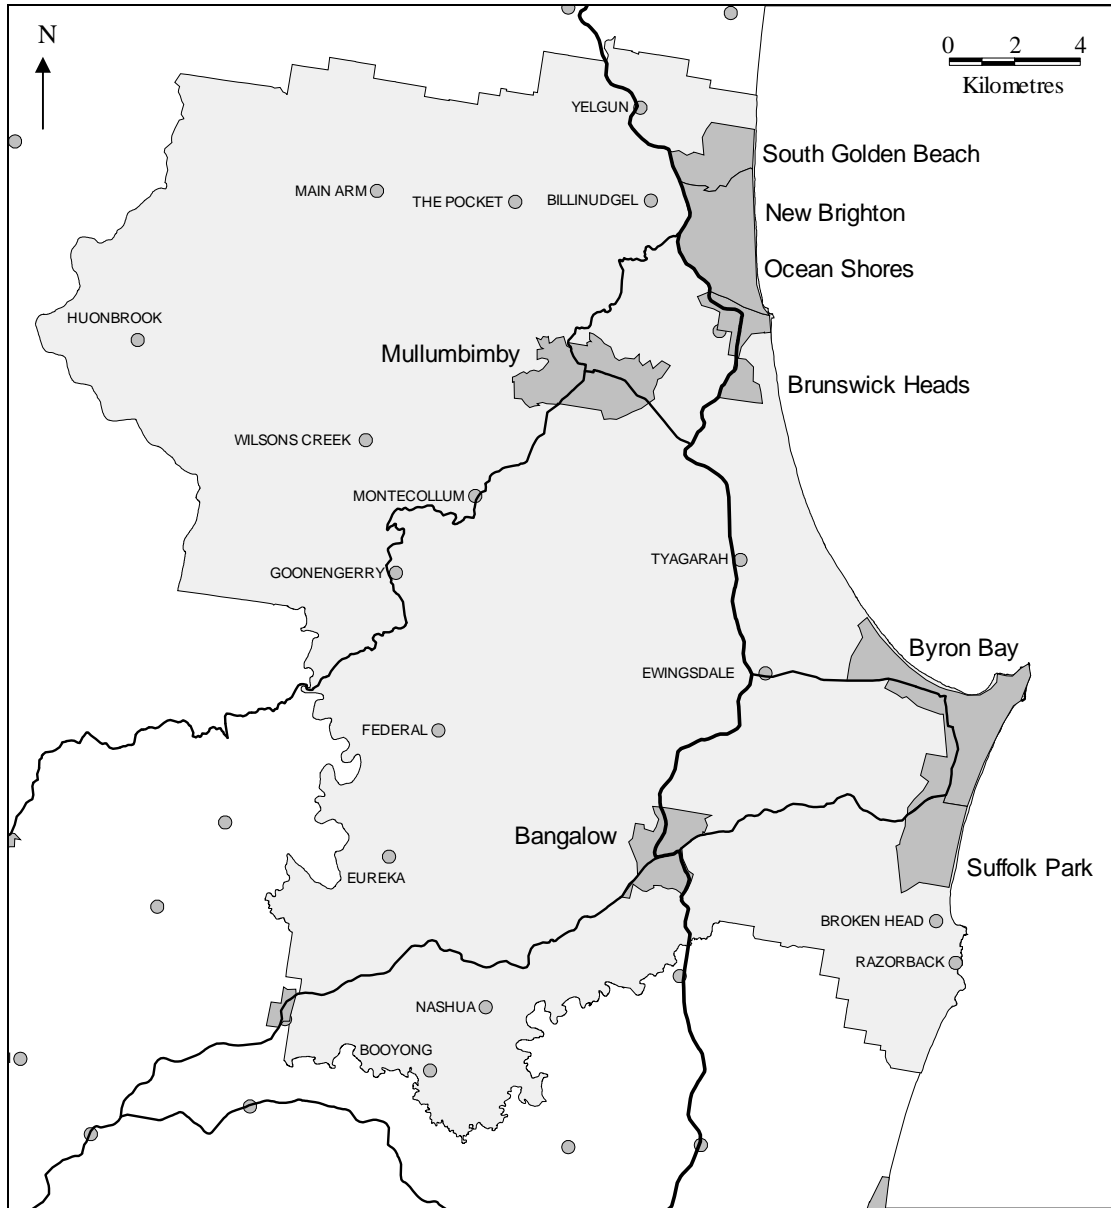 N
0 2 4
Kilometres
YELGUN
South Golden Beach
MAIN ARM
THE POCKET
BILLINUDGEL
New Brighton
Ocean Shores
HUONBROOK
Mullumbimby
Brunswick Heads
WILSONS CREEK
MONTECOLLUM
TYAGARAH
GOONENGERRY
Byron Bay
EWINGSDALE
FEDERAL
Bangalow
EUREKA
Suffolk Park
BROKEN HEAD
RAZORBACK
NASHUA
BOOYONG